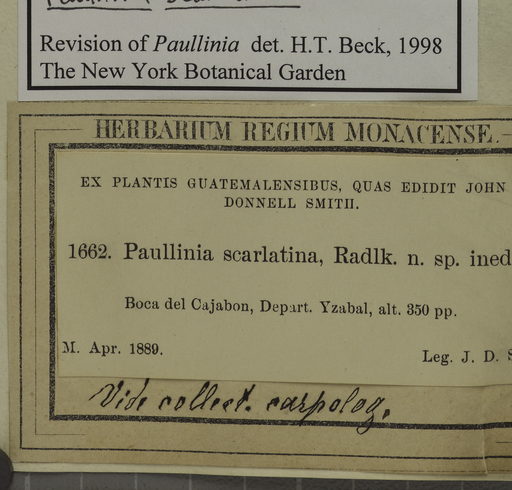 Revision of Paullinia det. H.T. Beck, 1998
The New York Botanical Garden
HERBARIUM REGIUM MONACENSE.
EX PLANTIS GUATEMALENSIBUS, QUAS EDIDIT JOHN
DONNELL SMITH.
1662. Paullinia scarlatina, Radlk. n. sp. ined
Boca del Cajabon, Depart. Yzabal, alt. 350 pp.
M. Apr. 1889.
Leg. J. D. S
Vide collect. carpolog.